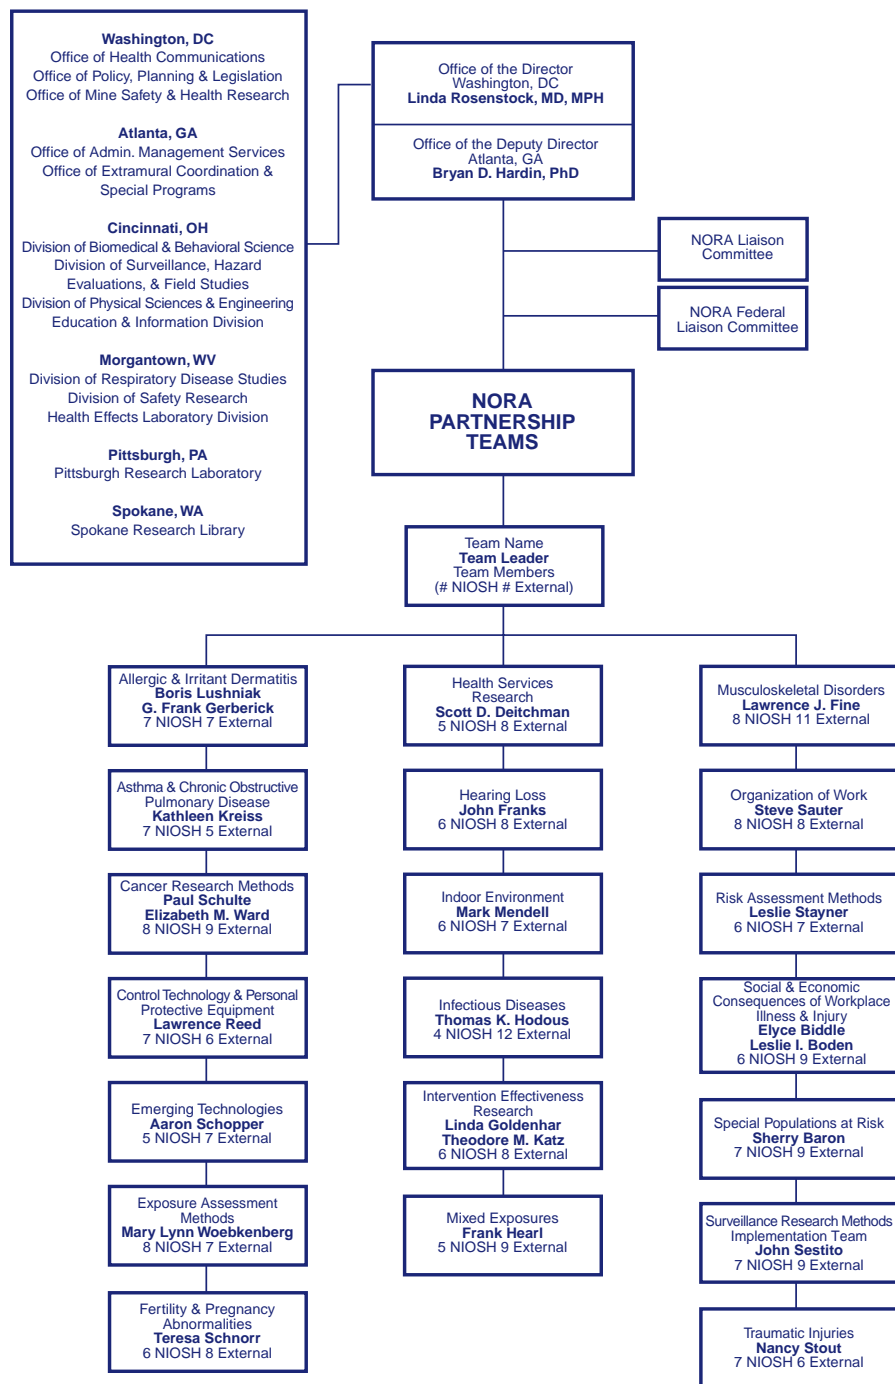 Washington, DC
Office of Health Communications
Office of Policy, Planning & Legislation
Office of Mine Safety & Health Research
Atlanta, GA
Office of Admin. Management Services
Office of Extramural Coordination &
Special Programs
Cincinnati, OH
Division of Biomedical & Behavioral Science
Division of Surveillance, Hazard
Evaluations, & Field Studies
Division of Physical Sciences & Engineering
Education & Information Division
Morgantown, WV
Division of Respiratory Disease Studies
Division of Safety Research
Health Effects Laboratory Division
Pittsburgh, PA
Pittsburgh Research Laboratory
Spokane, WA
Spokane Research Library
Office of the Director
Washington, DC
Linda Rosenstock, MD, MPH
Office of the Deputy Director
Atlanta, GA
Bryan D. Hardin, PhD
NORA Liaison
Committee
NORA Federal
Liaison Committee
NORA
PARTNERSHIP
TEAMS
Team Name
Team Leader
Team Members
(# NIOSH # External)
Allergic & Irritant Dermatitis
Boris Lushniak
G. Frank Gerberick
7 NIOSH 7 External
Asthma & Chronic Obstructive
Pulmonary Disease
Kathleen Kreiss
7 NIOSH 5 External
Cancer Research Methods
Paul Schulte
Elizabeth M. Ward
8 NIOSH 9 External
Control Technology & Personal
Protective Equipment
Lawrence Reed
7 NIOSH 6 External
Emerging Technologies
Aaron Schopper
5 NIOSH 7 External
Exposure Assessment
Methods
Mary Lynn Woebkenberg
8 NIOSH 7 External
Fertility & Pregnancy
Abnormalities
Teresa Schnorr
6 NIOSH 8 External
Health Services
Research
Scott D. Deitchman
5 NIOSH 8 External
Hearing Loss
John Franks
6 NIOSH 8 External
Indoor Environment
Mark Mendell
6 NIOSH 7 External
Infectious Diseases
Thomas K. Hodous
4 NIOSH 12 External
Intervention Effectiveness
Research
Linda Goldenhar
Theodore M. Katz
6 NIOSH 8 External
Mixed Exposures
Frank Hearl
5 NIOSH 9 External
Musculoskeletal Disorders
Lawrence J. Fine
8 NIOSH 11 External
Organization of Work
Steve Sauter
8 NIOSH 8 External
Risk Assessment Methods
Leslie Stayner
6 NIOSH 7 External
Social & Economic
Consequences of Workplace
Illness & Injury
Elyce Biddle
Leslie I. Boden
6 NIOSH 9 External
Special Populations at Risk
Sherry Baron
7 NIOSH 9 External
Surveillance Research Methods
Implementation Team
John Sestito
7 NIOSH 9 External
Traumatic Injuries
Nancy Stout
7 NIOSH 6 External